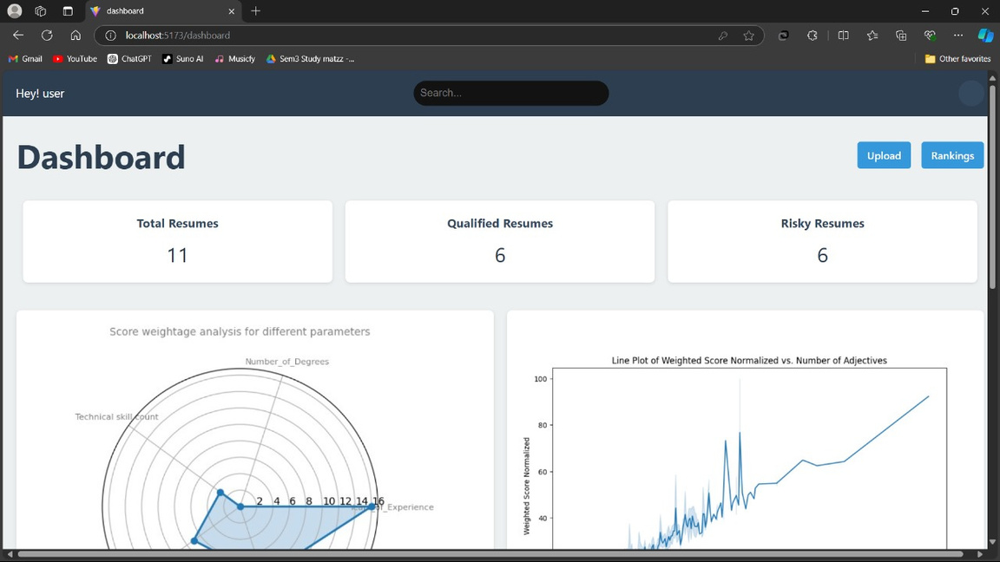 dashboard
localhost:5173/dashboard
Gmail YouTube ChatGPT Suno AI Musicfy Sem3 Study matzz -... Other favorites
Hey! user Search...
Dashboard Upload Rankings
Total Resumes Qualified Resumes Risky Resumes
11 6 6
Score weightage analysis for different parameters
Number_of_Degrees
Technical skill count
2 4 6 8 10 12 14 16
_of_Experience
Line Plot of Weighted Score Normalized vs. Number of Adjectives
100
80
60
40
Weighted Score Normalized